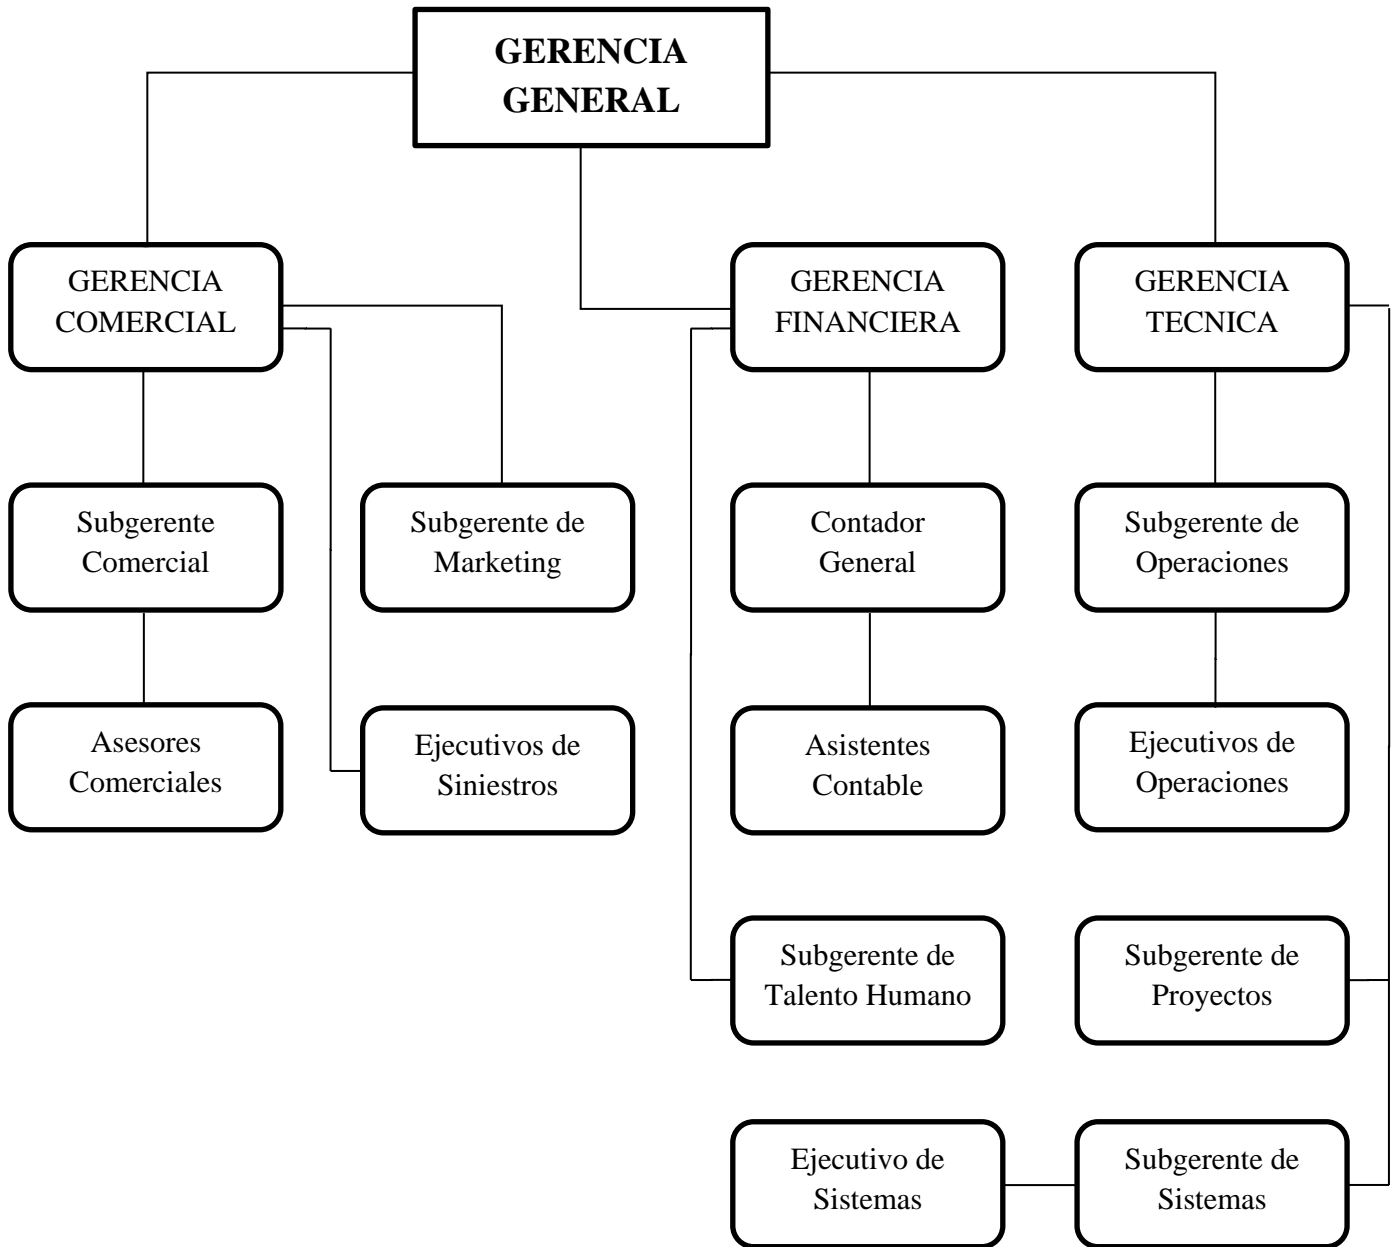 GERENCIA
GENERAL
GERENCIA
COMERCIAL
GERENCIA
FINANCIERA
GERENCIA
TECNICA
Subgerente
Comercial
Subgerente de
Marketing
Contador
General
Subgerente de
Operaciones
Asesores
Comerciales
Ejecutivos de
Siniestros
Asistentes
Contable
Ejecutivos de
Operaciones
Subgerente de
Talento Humano
Subgerente de
Proyectos
Ejecutivo de
Sistemas
Subgerente de
Sistemas